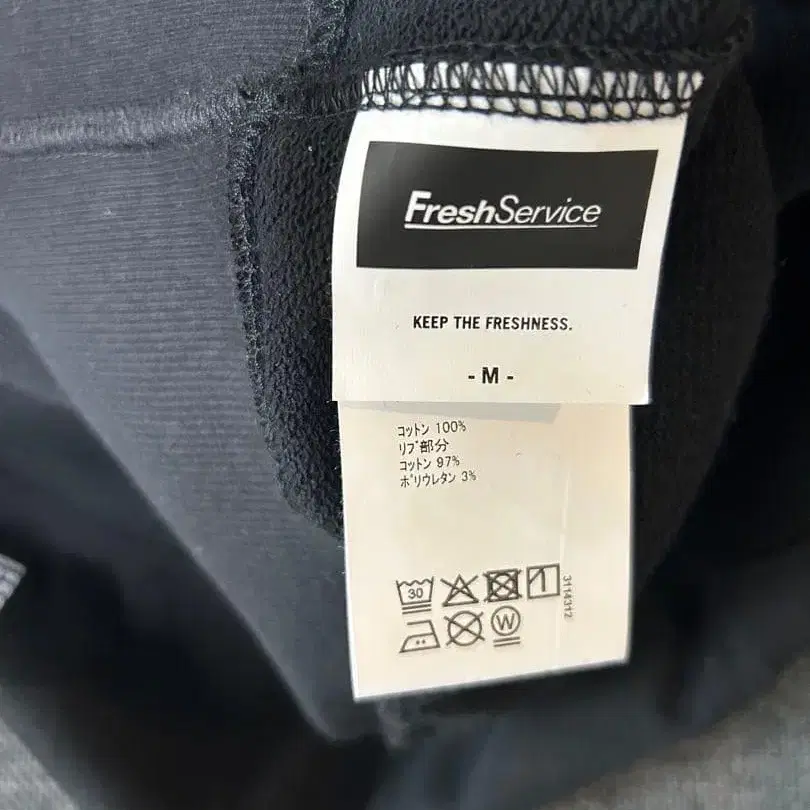 FreshService
KEEP THE FRESHNESS.
- M -
コットン 100%
リブ部分
コットン 97%
ポリウレタン 3%
30
W
3114312